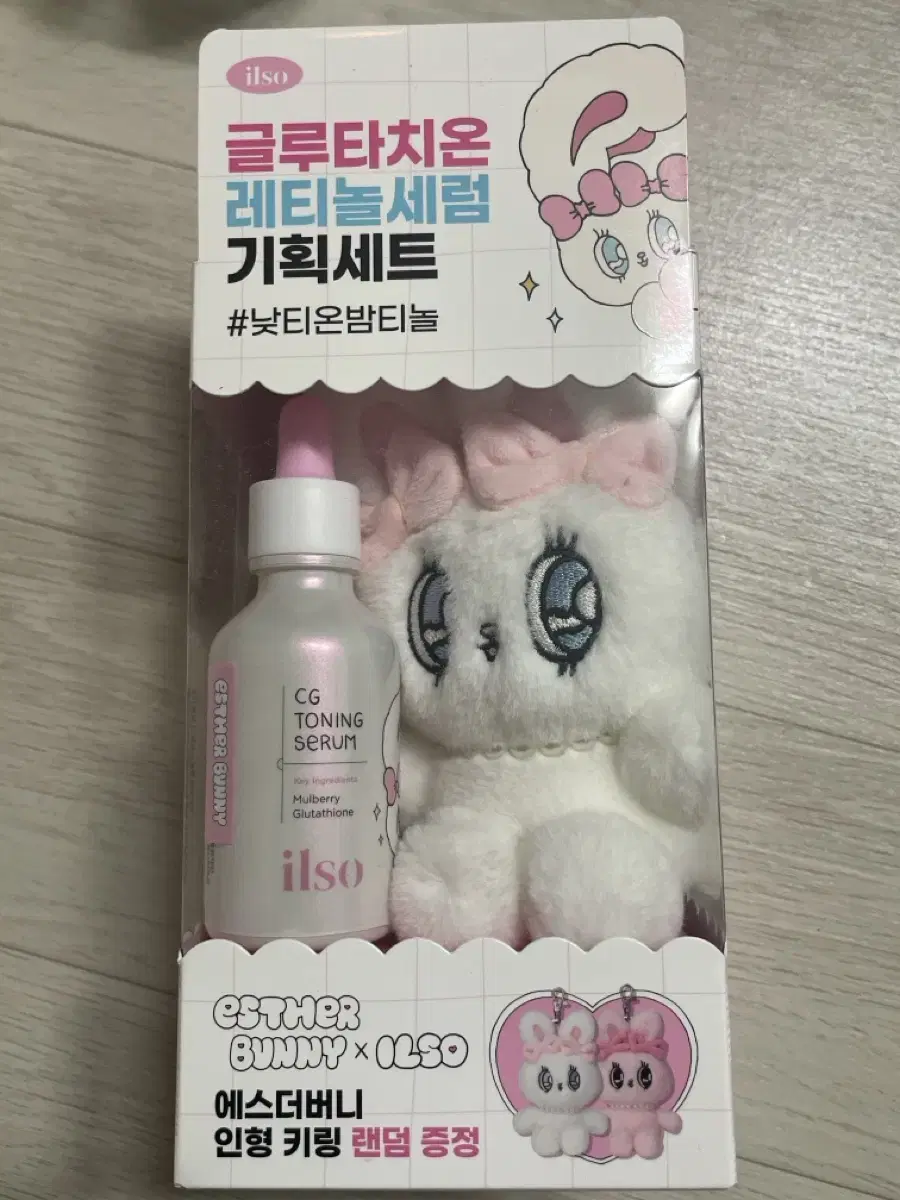 ilso
글루타치온
레티놀세럼
기획세트
#낮티온밤티놀
CG
TONING
SERUM
Key Ingredients
Mulberry
Glutathione
ilso
ESTHER BUNNY
ESTHER
BUNNY x ILSO
에스더버니
인형 키링 랜덤 증정